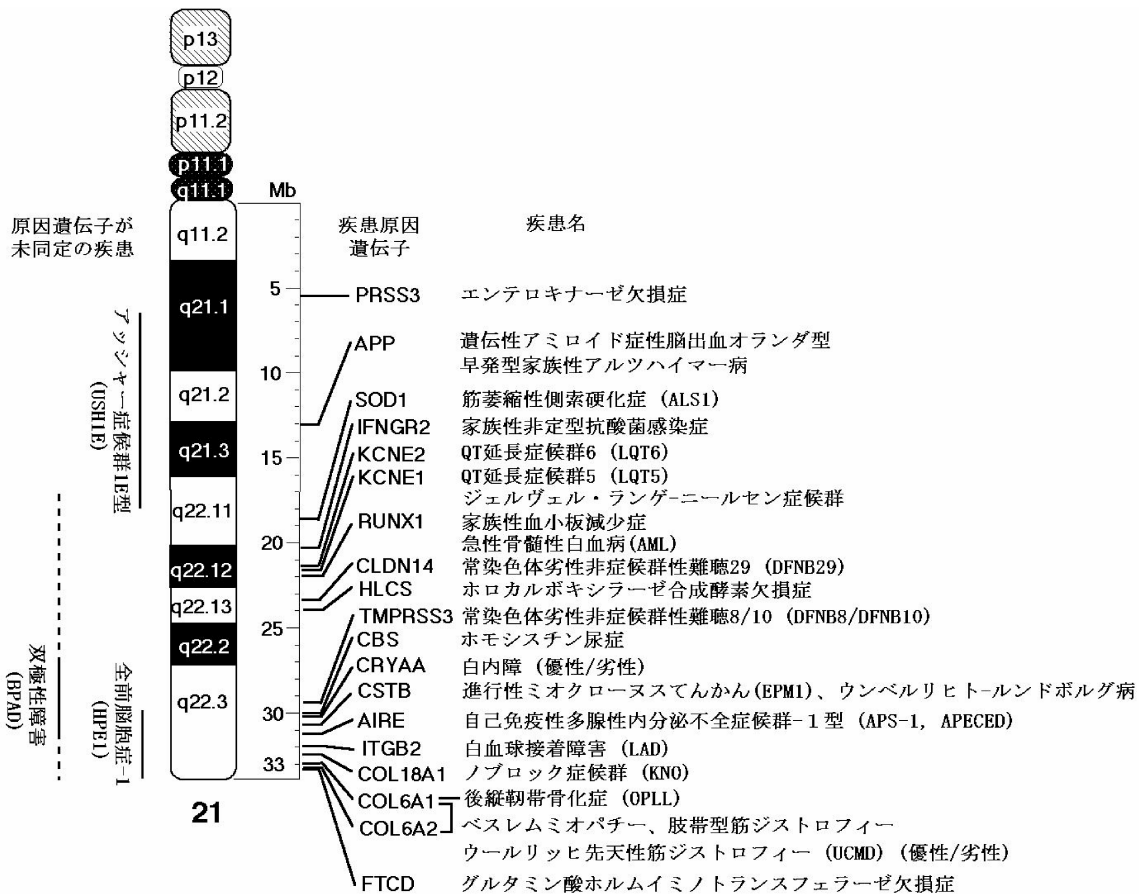 p13
p12
p11.2
p11.1
q11.1
Mb
原因遺伝子が
未同定の疾患
q11.2
疾患原因
遺伝子
疾患名
q21.1
q21.2
q21.3
q22.11
q22.12
q22.13
q22.2
q22.3
21
5
10
15
20
25
30
33
アッシャー症候群1E型
(USH1E)
双極性障害
(BPAD)
全前脳胞症-1
(HPE1)
PRSS3 エンテロキナーゼ欠損症
APP 遺伝性アミロイド症性脳出血オランダ型
早発型家族性アルツハイマー病
SOD1 筋萎縮性側索硬化症 (ALS1)
IFNGR2 家族性非定型抗酸菌感染症
KCNE2 QT延長症候群6 (LQT6)
KCNE1 QT延長症候群5 (LQT5)
ジェルヴェル・ランゲ-ニールセン症候群
RUNX1 家族性血小板減少症
急性骨髄性白血病(AML)
CLDN14 常染色体劣性非症候群性難聴29 (DFNB29)
HLCS ホロカルボキシラーゼ合成酵素欠損症
TMPRSS3 常染色体劣性非症候群性難聴8/10 (DFNB8/DFNB10)
CBS ホモシスチン尿症
CRYAA 白内障 (優性/劣性)
CSTB 進行性ミオクローヌスてんかん(EPM1)、ウンベルリヒト-ルンドボルグ病
AIRE 自己免疫性多腺性内分泌不全症候群-1型 (APS-1, APECED)
ITGB2 白血球接着障害 (LAD)
COL18A1 ノブロック症候群 (KNO)
COL6A1 後縦靭帯骨化症 (OPLL)
COL6A2 ベスレムミオパチー、肢帯型筋ジストロフィー
ウールリッヒ先天性筋ジストロフィー (UCMD) (優性/劣性)
FTCD グルタミン酸ホルムイミノトランスフェラーゼ欠損症